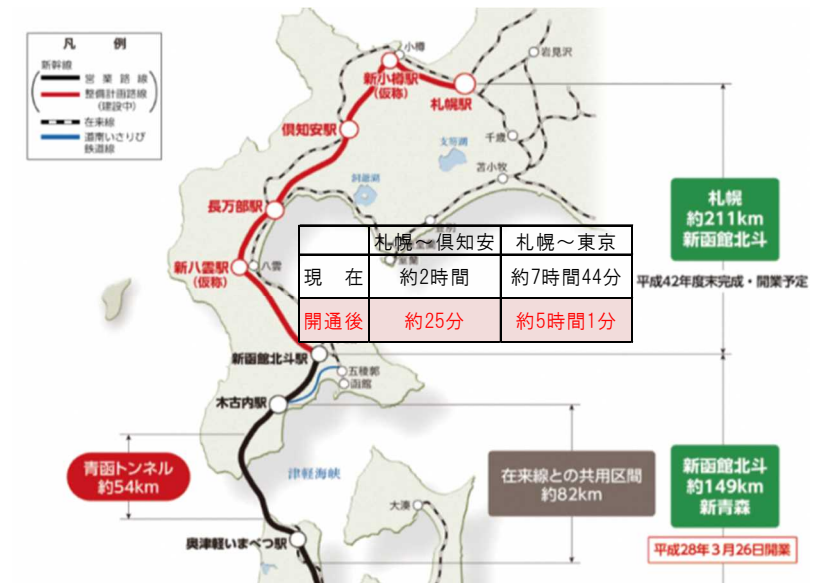 凡例
新幹線
営業路線
整備計画路線
(建設中)
在来線
道南いさりび
鉄道線
小樽
新小樽駅
(仮称)
札幌駅
岩見沢
倶知安駅
千歳
支笏湖
苫小牧
洞爺湖
長万部駅
室蘭
新八雲駅
(仮称)
八雲
札幌～倶知安
札幌～東京
現在
約2時間
約7時間44分
開通後
約25分
約5時間1分
札幌
約211km
新函館北斗
平成42年度末完成・開業予定
新函館北斗駅
五稜郭
函館
木古内駅
青函トンネル
約54km
津軽海峡
在来線との共用区間
約82km
新函館北斗
約149km
新青森
大湊
奥津軽いまべつ駅
平成28年3月26日開業